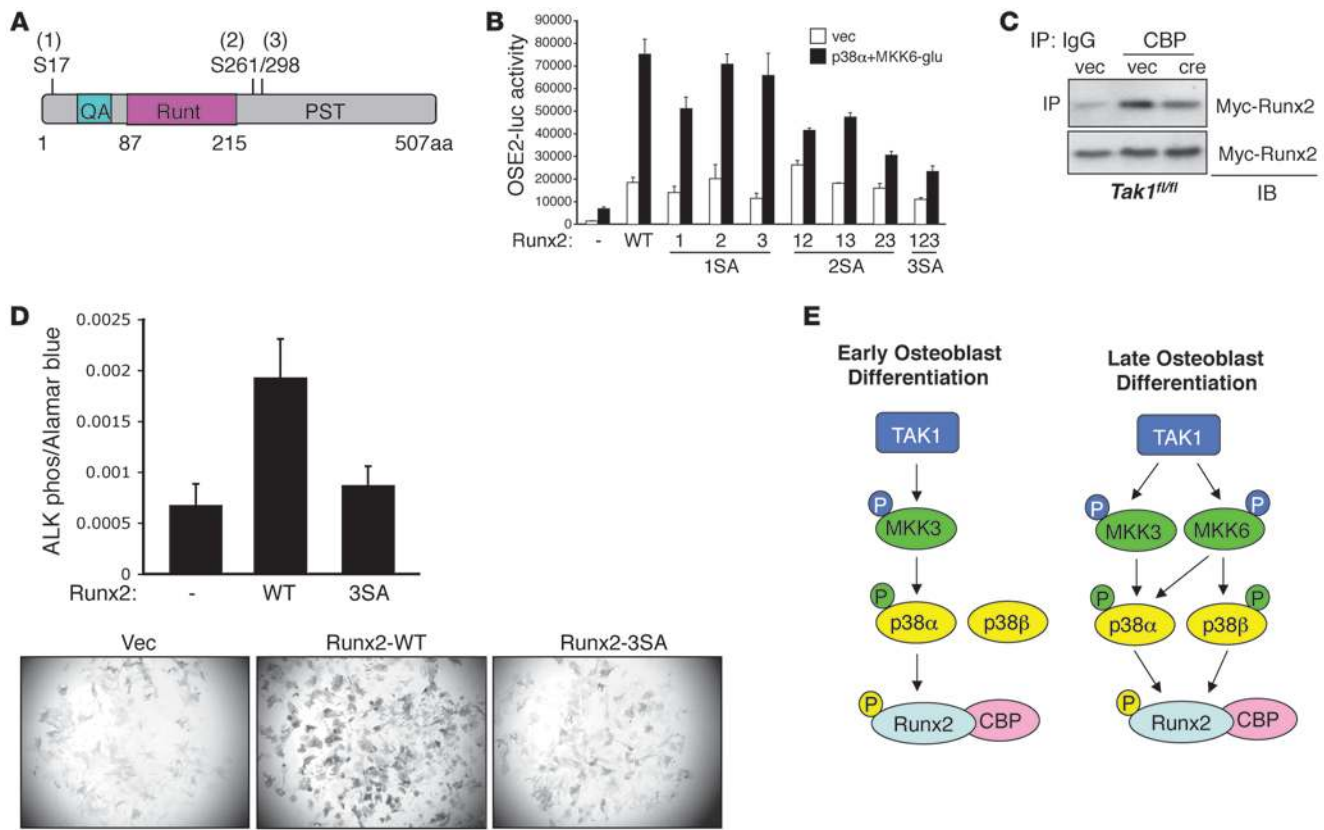 A
(1) (2) (3)
S17 S261/298
QA Runt PST
1 87 215 507aa
B
OSE2-luc activity
90000
80000
70000
60000
50000
40000
30000
20000
10000
0
vec
p38α+MKK6-glu
Runx2: - WT 1 2 3 12 13 23 123
1SA 2SA 3SA
C
IP: IgG CBP
vec vec cre
IP Myc-Runx2
Myc-Runx2
Tak1fl/fl IB
D
ALK phos/Alamar blue
0.0025
0.002
0.0015
0.001
0.0005
0
Runx2: - WT 3SA
Vec Runx2-WT Runx2-3SA
E
Early Osteoblast
Differentiation
TAK1
P
MKK3
P
p38α p38β
P
Runx2 CBP
Late Osteoblast
Differentiation
TAK1
P P
MKK3 MKK6
P P
p38α p38β
P
Runx2 CBP